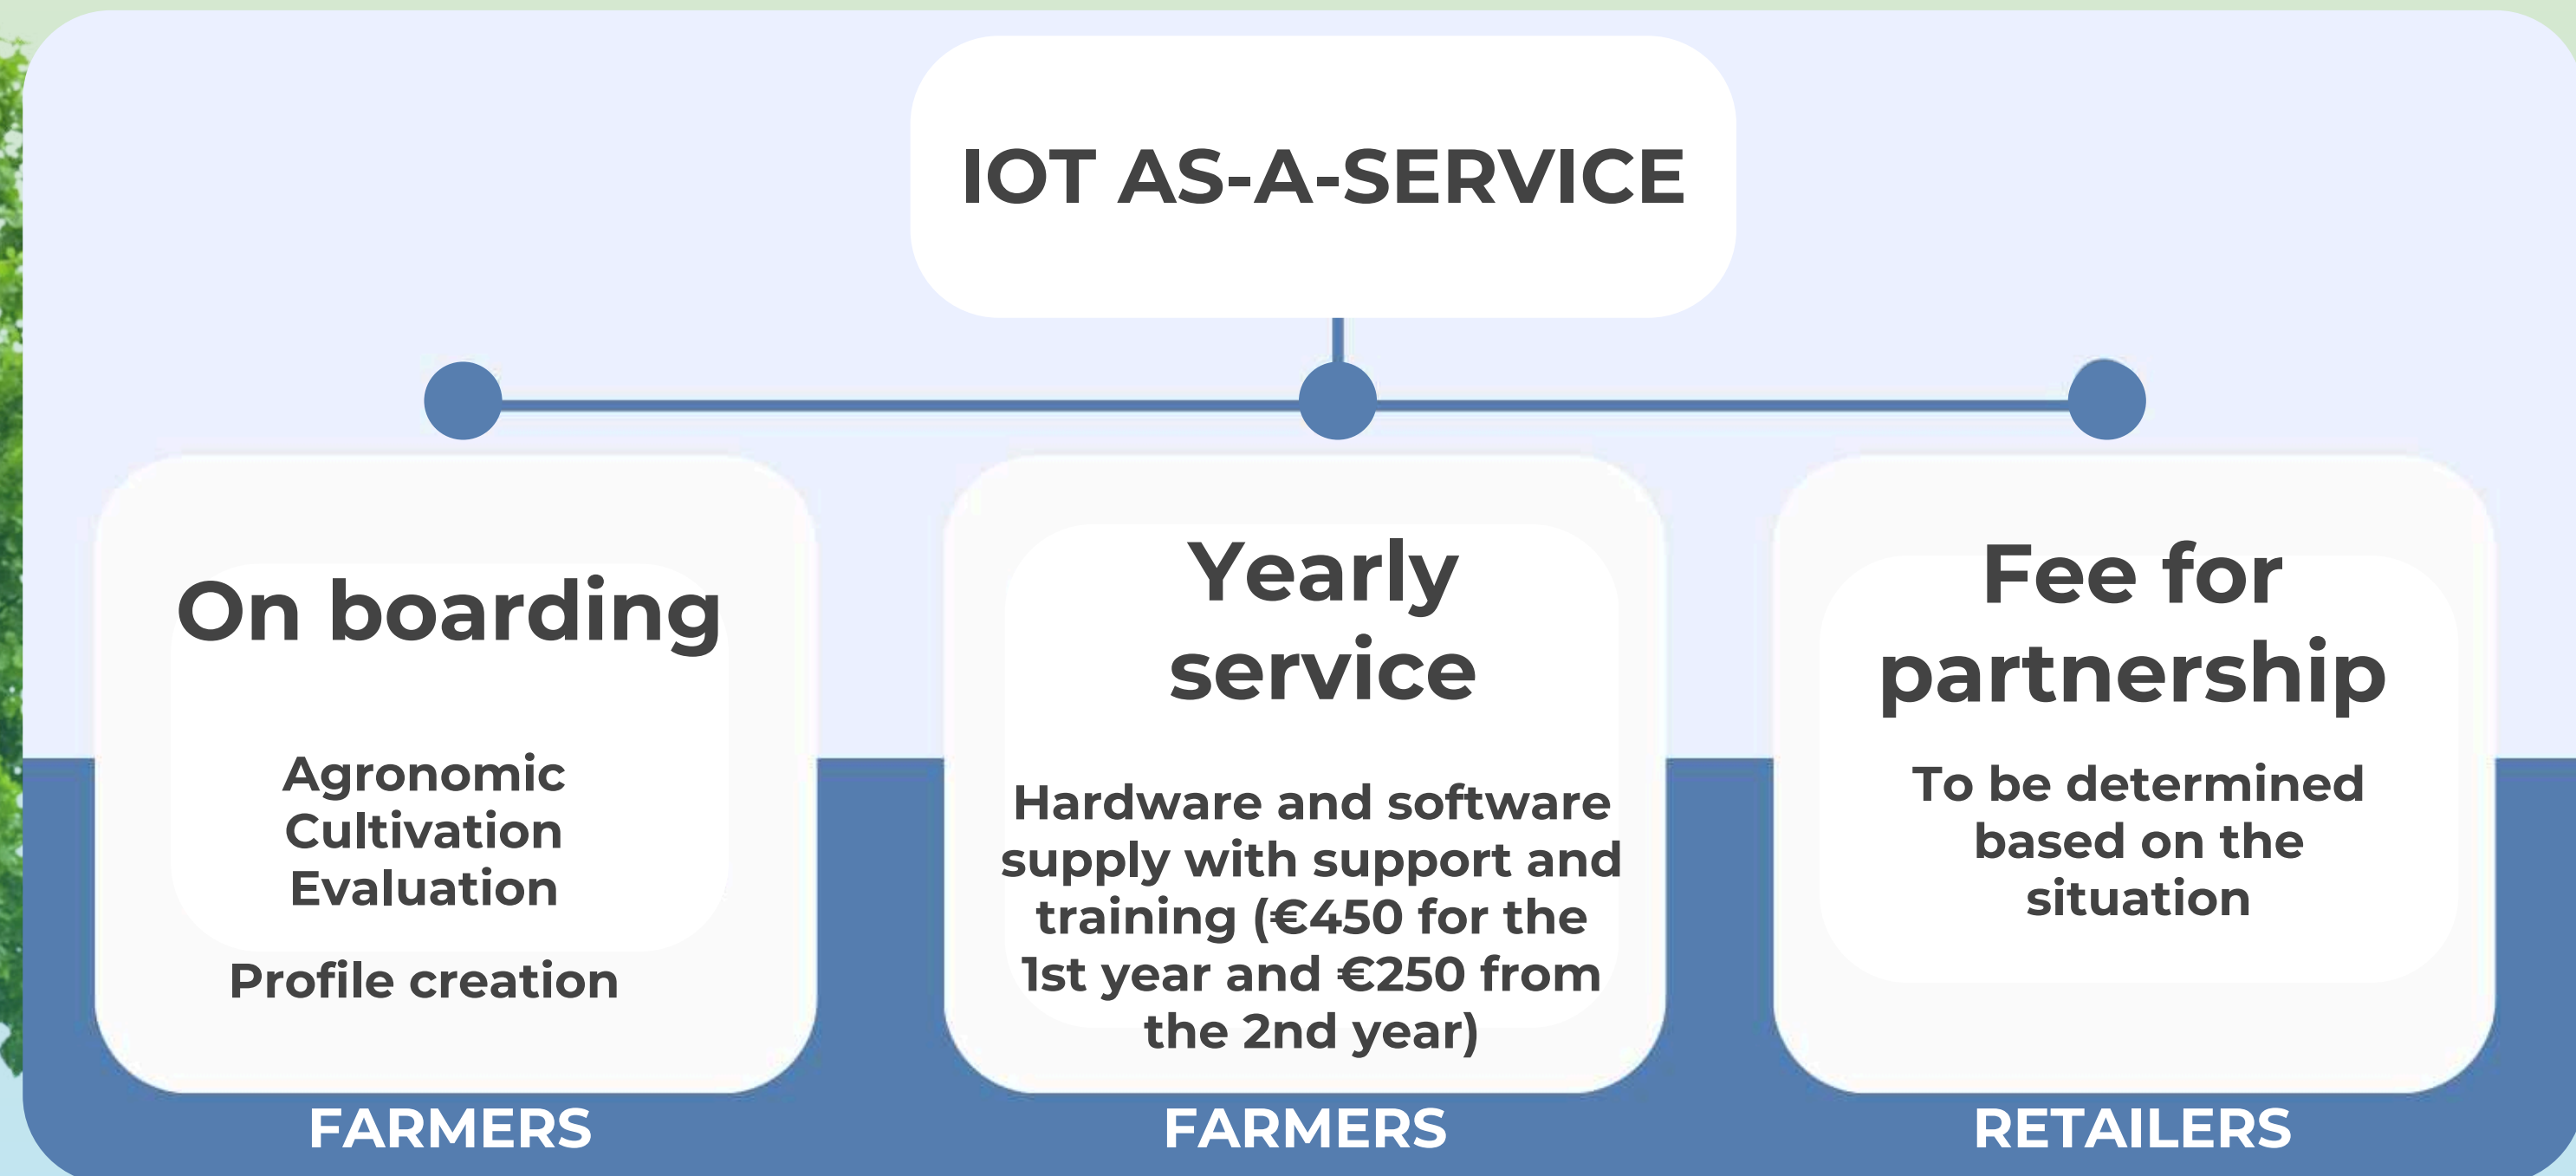 IOT AS-A-SERVICE
On boarding
Agronomic
Cultivation
Evaluation
Profile creation
FARMERS
Yearly
service
Hardware and software
supply with support and
training (€450 for the
1st year and €250 from
the 2nd year)
FARMERS
Fee for
partnership
To be determined
based on the
situation
RETAILERS